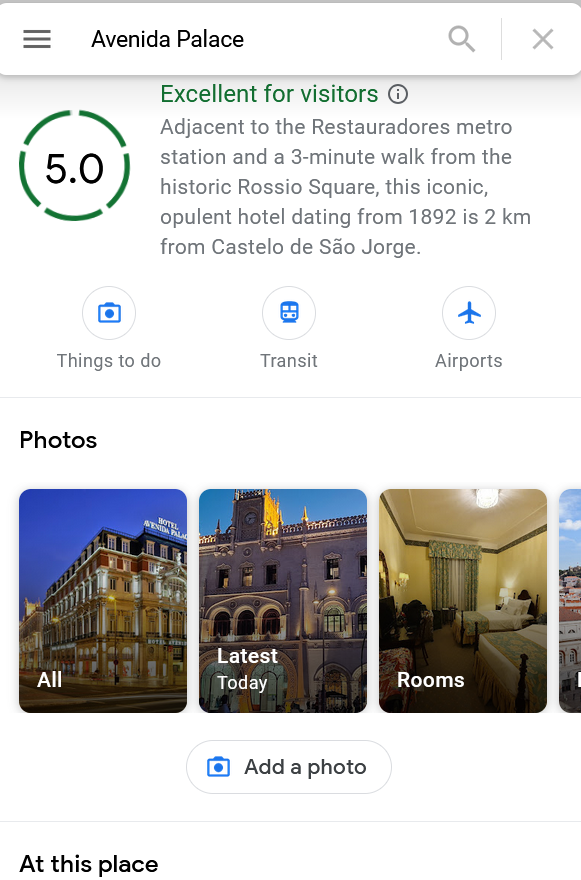 Avenida Palace
Excellent for visitors
5.0
Adjacent to the Restauradores metro
station and a 3-minute walk from the
historic Rossio Square, this iconic,
opulent hotel dating from 1892 is 2 km
from Castelo de São Jorge.
Things to do
Transit
Airports
Photos
HOTEL
All
Latest
Today
Rooms
Add a photo
At this place